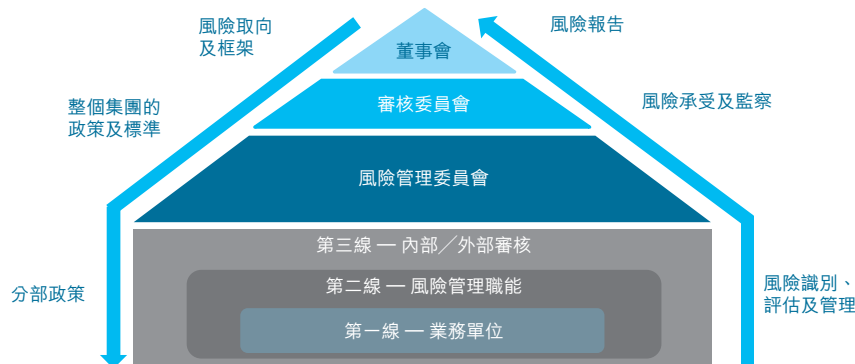 風險取向
及框架
風險報告
董事會
整個集團的
政策及標準
審核委員會
風險承受及監察
風險管理委員會
第三線 — 內部／外部審核
分部政策
第二線 — 風險管理職能
風險識別、
評估及管理
第一線 — 業務單位